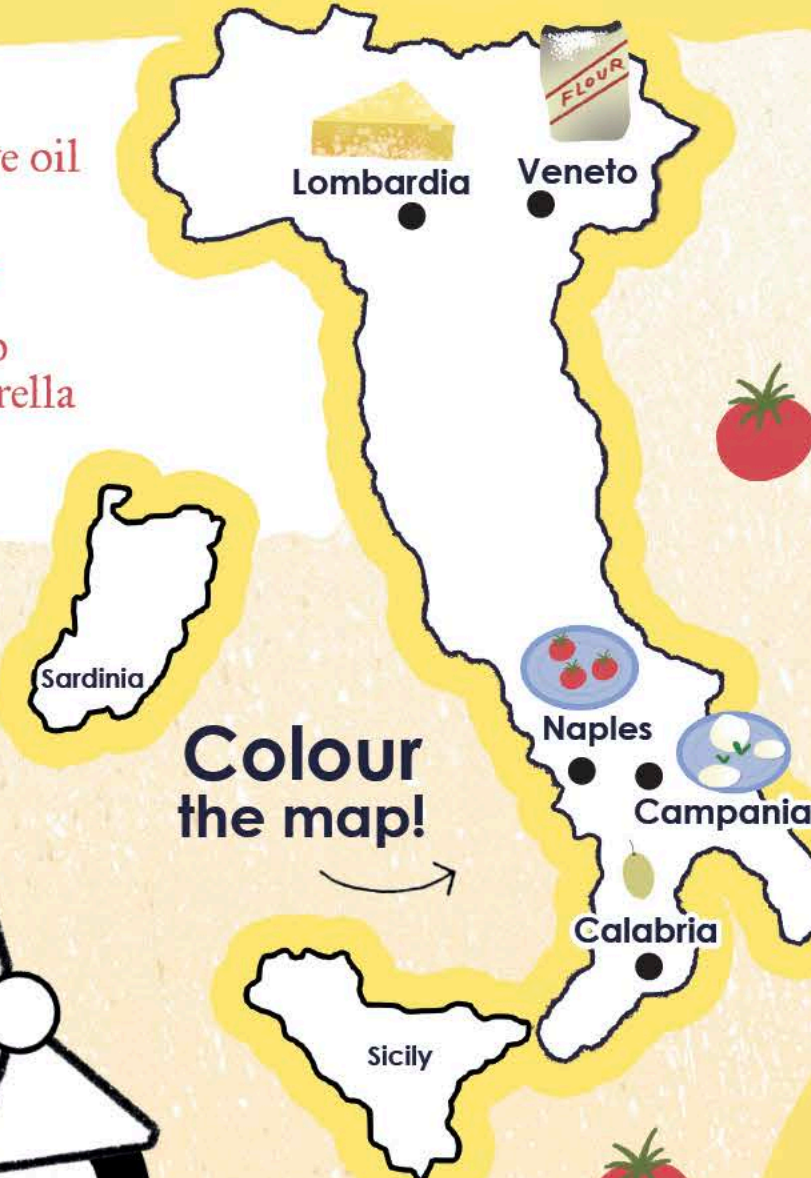 FLOUR
e oil
Lombardia
Veneto
rella
Sardinia
Naples
Colour
the map!
Campania
Calabria
Sicily